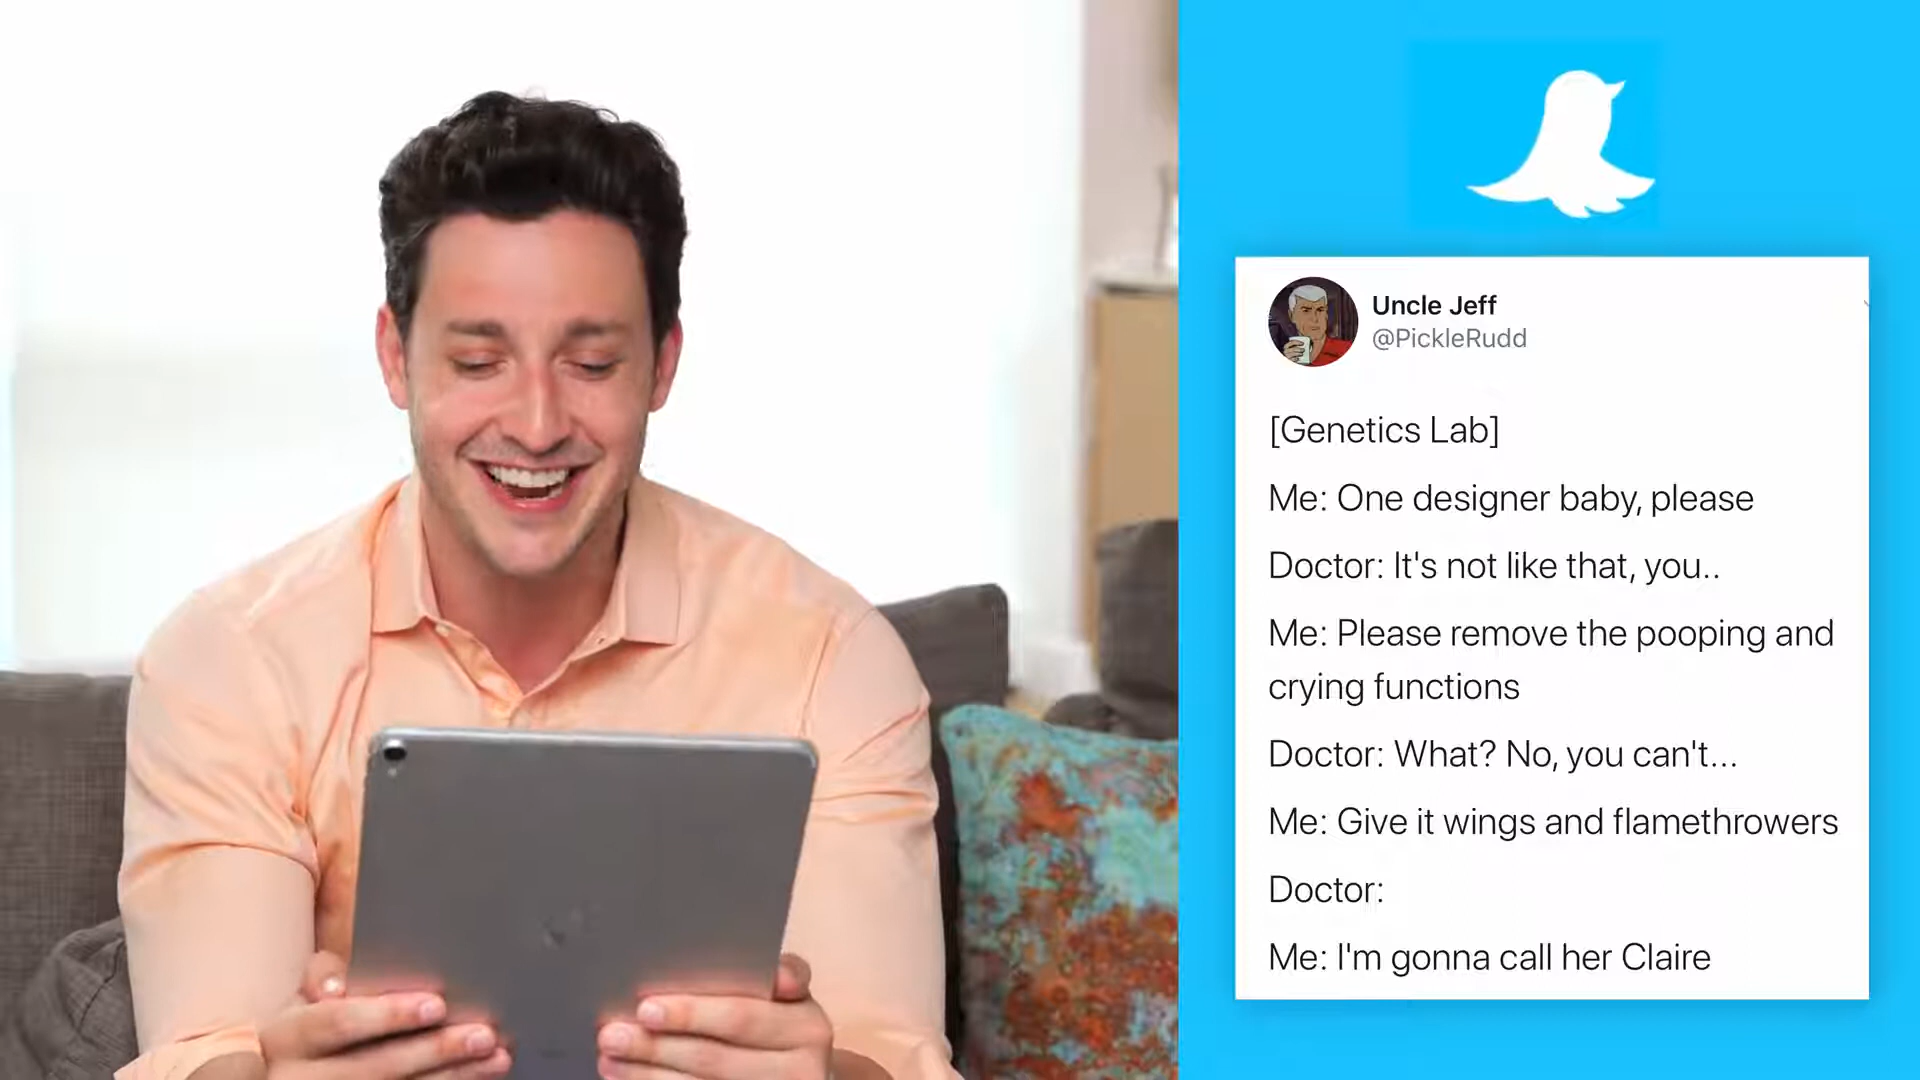 Uncle Jeff
@PickleRudd
[Genetics Lab]
Me: One designer baby, please
Doctor: It's not like that, you..
Me: Please remove the pooping and
crying functions
Doctor: What? No, you can't...
Me: Give it wings and flamethrowers
Doctor:
Me: I'm gonna call her Claire